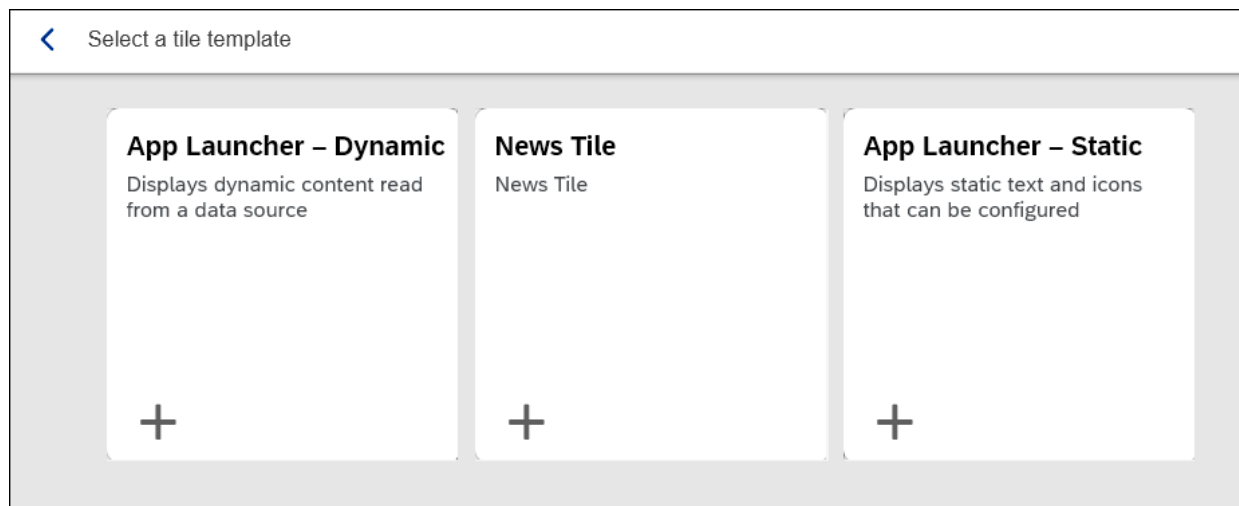 Select a tile template
App Launcher – Dynamic
Displays dynamic content read
from a data source
News Tile
News Tile
App Launcher – Static
Displays static text and icons
that can be configured